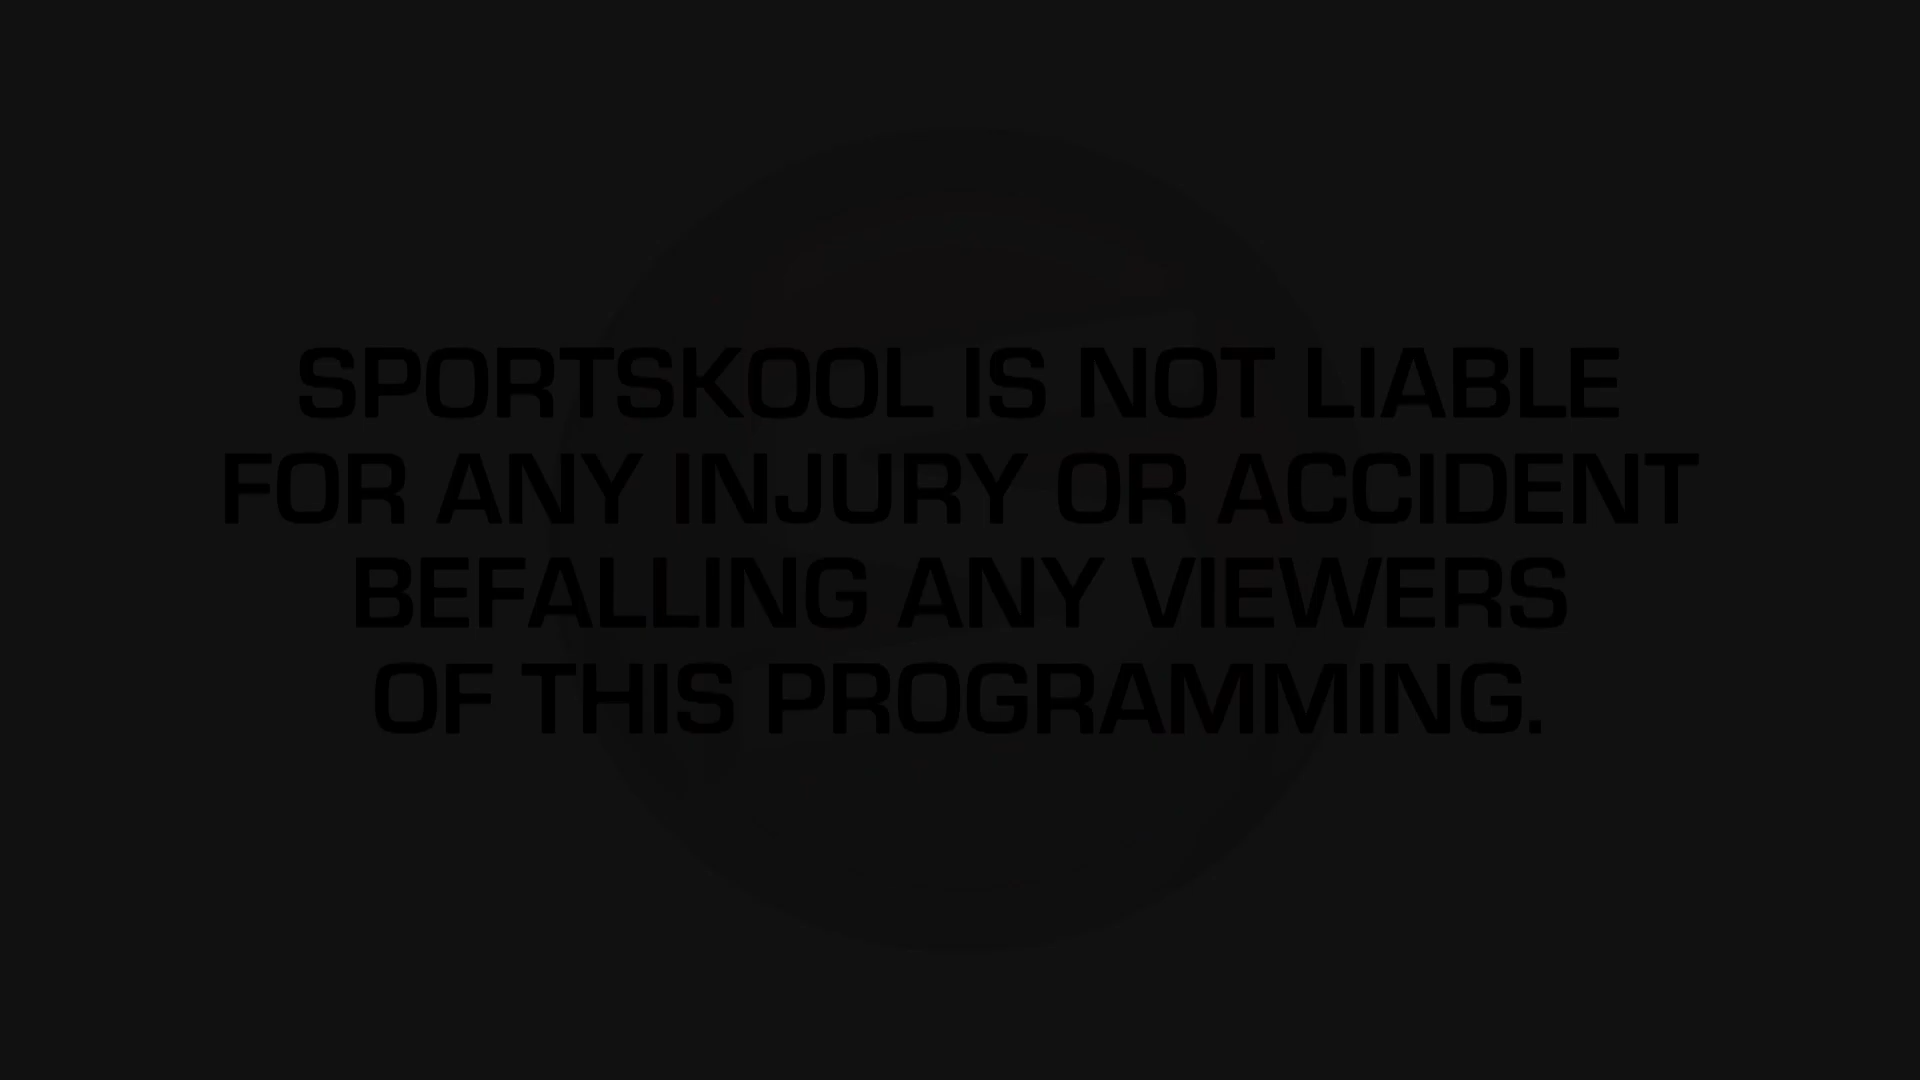 SPORTSKOOL IS NOT LIABLE
FOR ANY INJURY OR ACCIDENT
BEFALLING ANY VIEWERS
OF THIS PROGRAMMING.